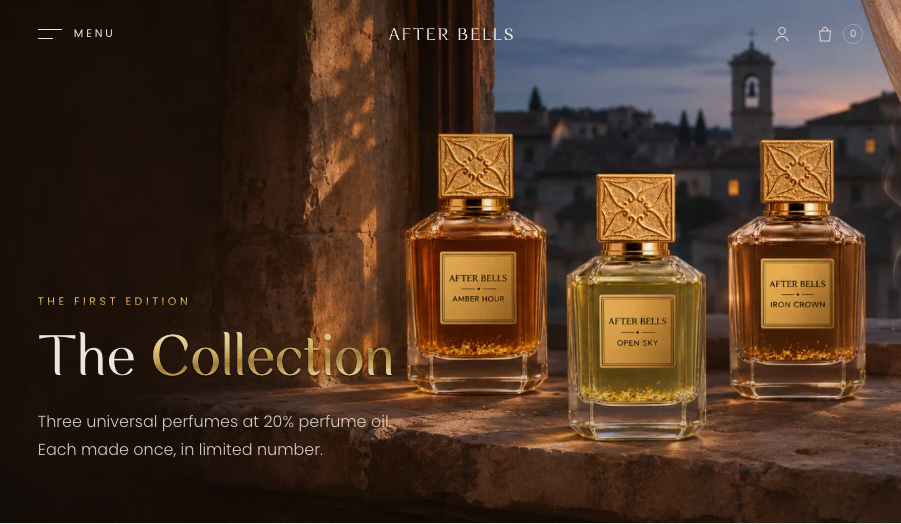 MENU
AFTER BELLS
0
AFTER BELLS
AMBER HOUR
AFTER BELLS
OPEN SKY
AFTER BELLS
IRON CROWN
THE FIRST EDITION
The Collection
Three universal perfumes at 20% perfume oil.
Each made once, in limited number.